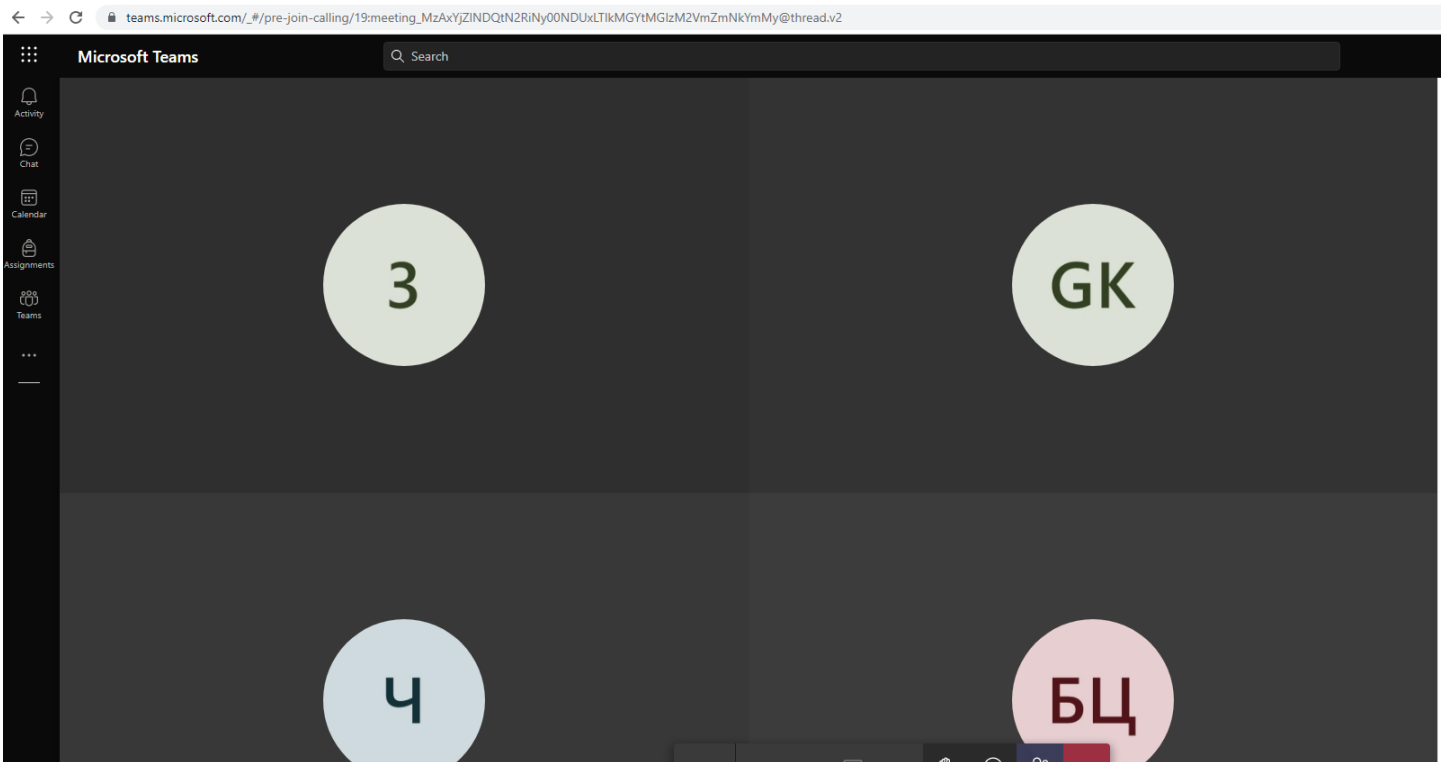 teams.microsoft.com/_#/pre-join-calling/19:meeting_MzAxYjZlNDQtN2RiNy00NDUxLTlkMGYtMGIzM2VmZmNkYmMy@thread.v2
Microsoft Teams
Search
Activity
Chat
Calendar
Assignments
Teams
З
GK
Ч
БЦ